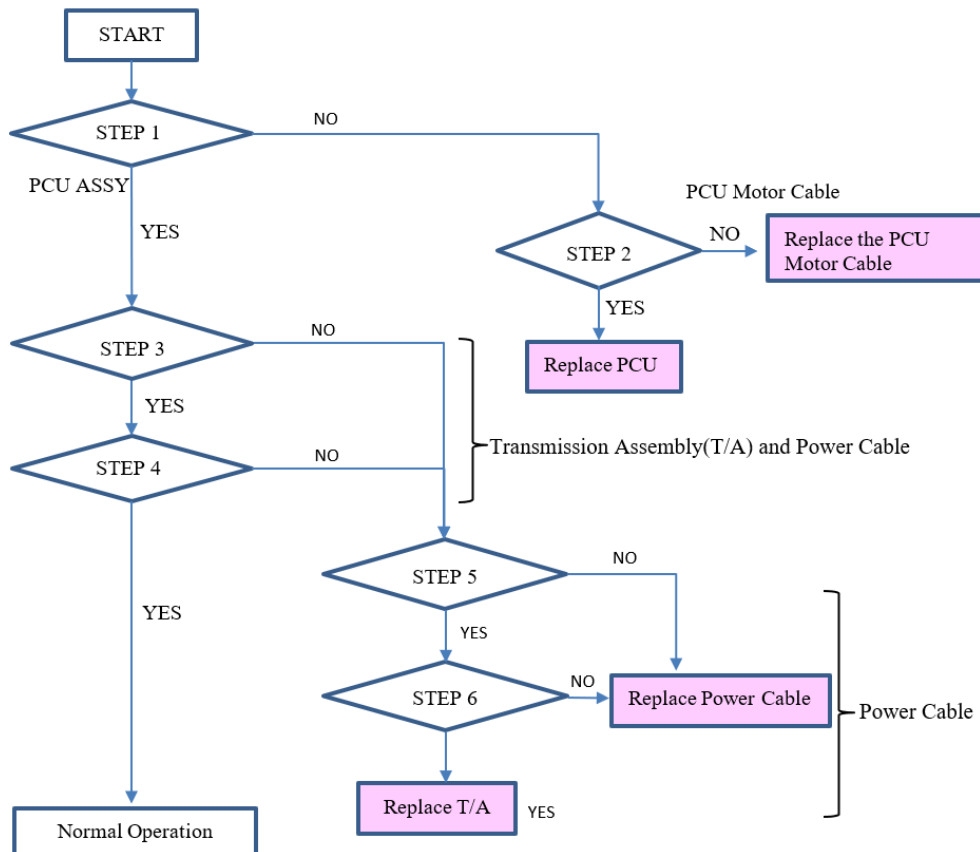 START
STEP 1
NO
PCU ASSY
YES
PCU Motor Cable
STEP 2
NO
Replace the PCU
Motor Cable
YES
Replace PCU
STEP 3
NO
YES
STEP 4
NO
Transmission Assembly(T/A) and Power Cable
STEP 5
NO
YES
YES
STEP 6
NO
Replace Power Cable
Power Cable
Replace T/A
YES
Normal Operation